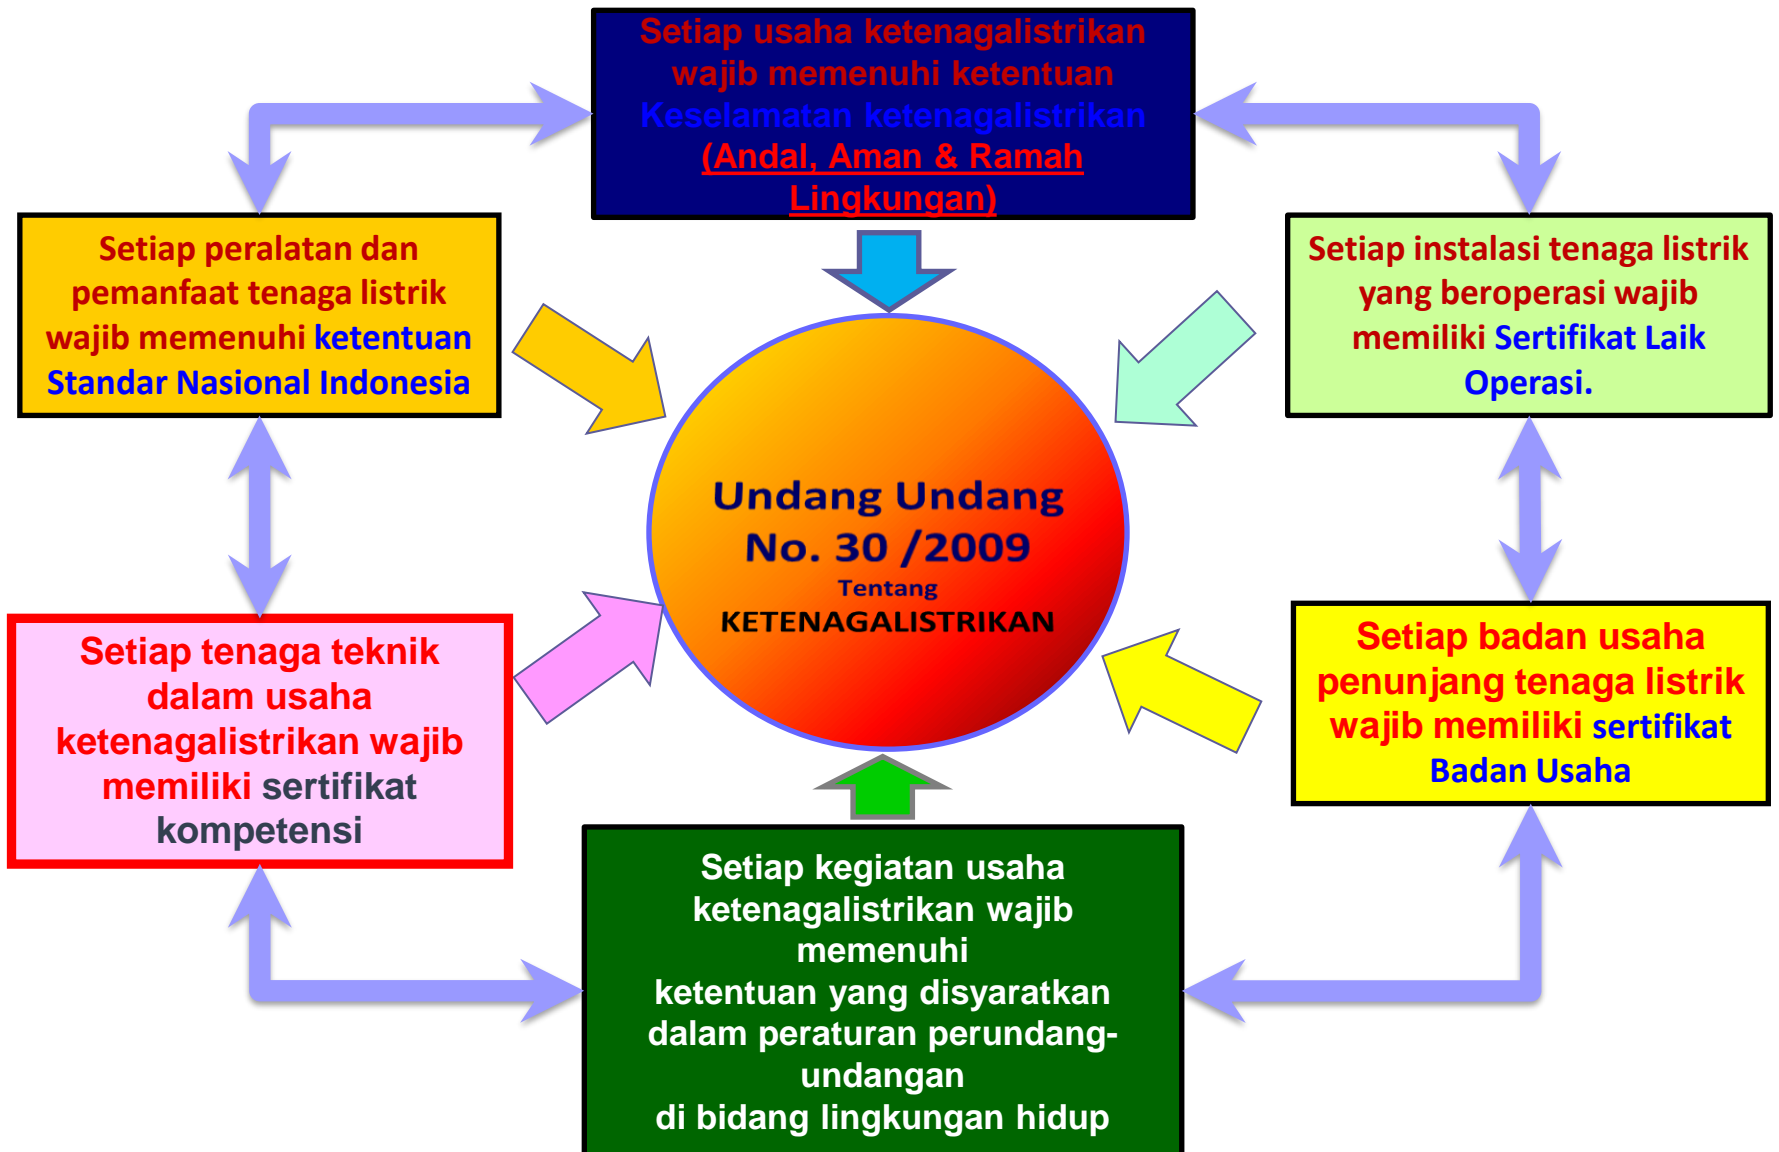 Setiap usaha ketenagalistrikan
wajib memenuhi ketentuan
Keselamatan ketenagalistrikan
(Andal, Aman & Ramah
Lingkungan)
Setiap peralatan dan
pemanfaat tenaga listrik
wajib memenuhi ketentuan
Standar Nasional Indonesia
Setiap instalasi tenaga listrik
yang beroperasi wajib
memiliki Sertifikat Laik
Operasi.
Undang Undang
No. 30 /2009
Tentang
KETENAGALISTRIKAN
Setiap tenaga teknik
dalam usaha
ketenagalistrikan wajib
memiliki sertifikat
kompetensi
Setiap badan usaha
penunjang tenaga listrik
wajib memiliki sertifikat
Badan Usaha
Setiap kegiatan usaha
ketenagalistrikan wajib
memenuhi
ketentuan yang disyaratkan
dalam peraturan perundang-
undangan
di bidang lingkungan hidup